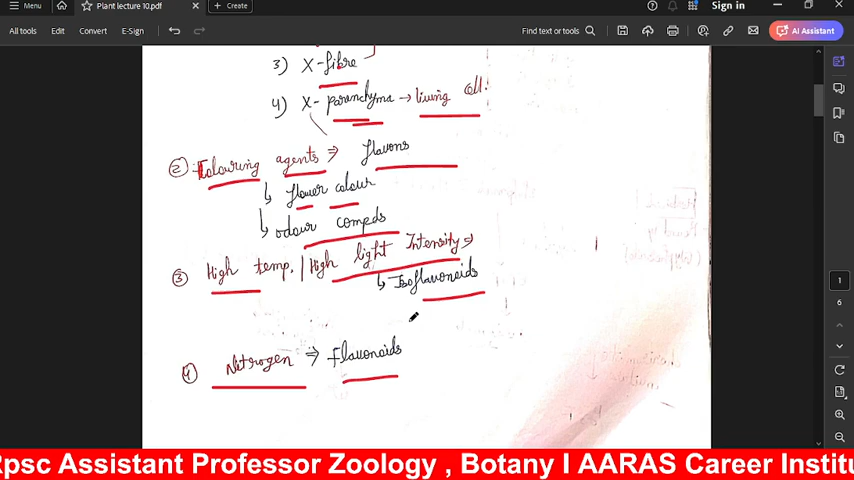 Menu
Plant lecture 10.pdf
Create
Sign in
All tools
Edit
Convert
E-Sign
Find text or tools
AI Assistant
3) X-fibre
4) X- parenchyma → living cell!
② Colouring agents ⇒ flavons
↳ flower colour
↳ odour compds
③ High temp. / High light Intensity ⇒
↳ Isoflavonoids
④ Nitrogen ⇒ Flavonoids
1
6
Rpsc Assistant Professor Zoology , Botany I AARAS Career Institu